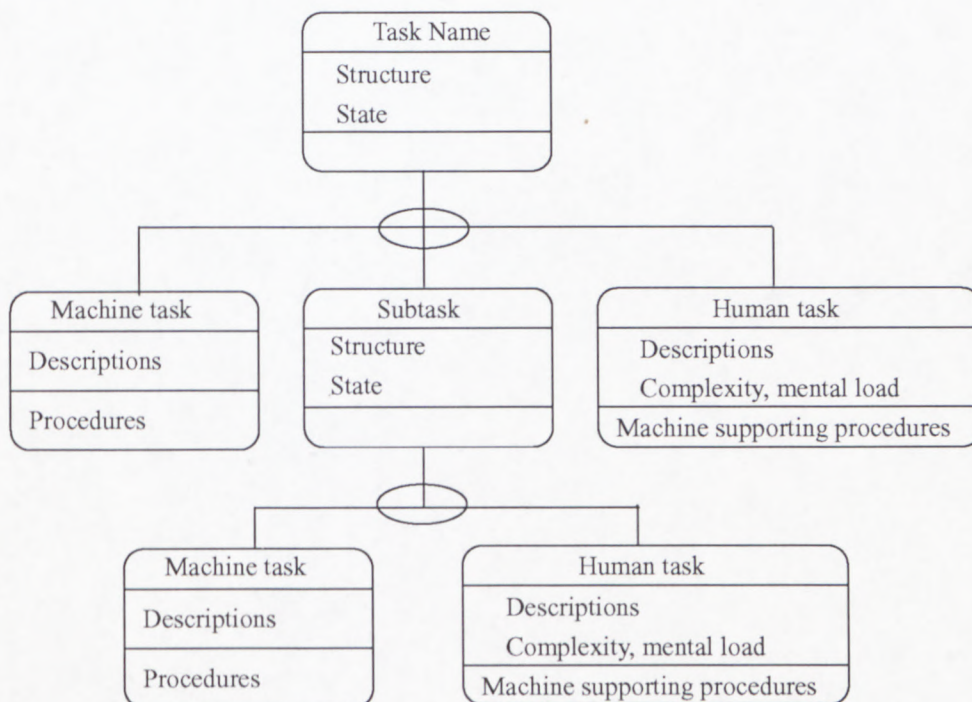 Task Name
Structure
State
Machine task
Descriptions
Procedures
Subtask
Structure
State
Human task
Descriptions
Complexity, mental load
Machine supporting procedures
Machine task
Descriptions
Procedures
Human task
Descriptions
Complexity, mental load
Machine supporting procedures